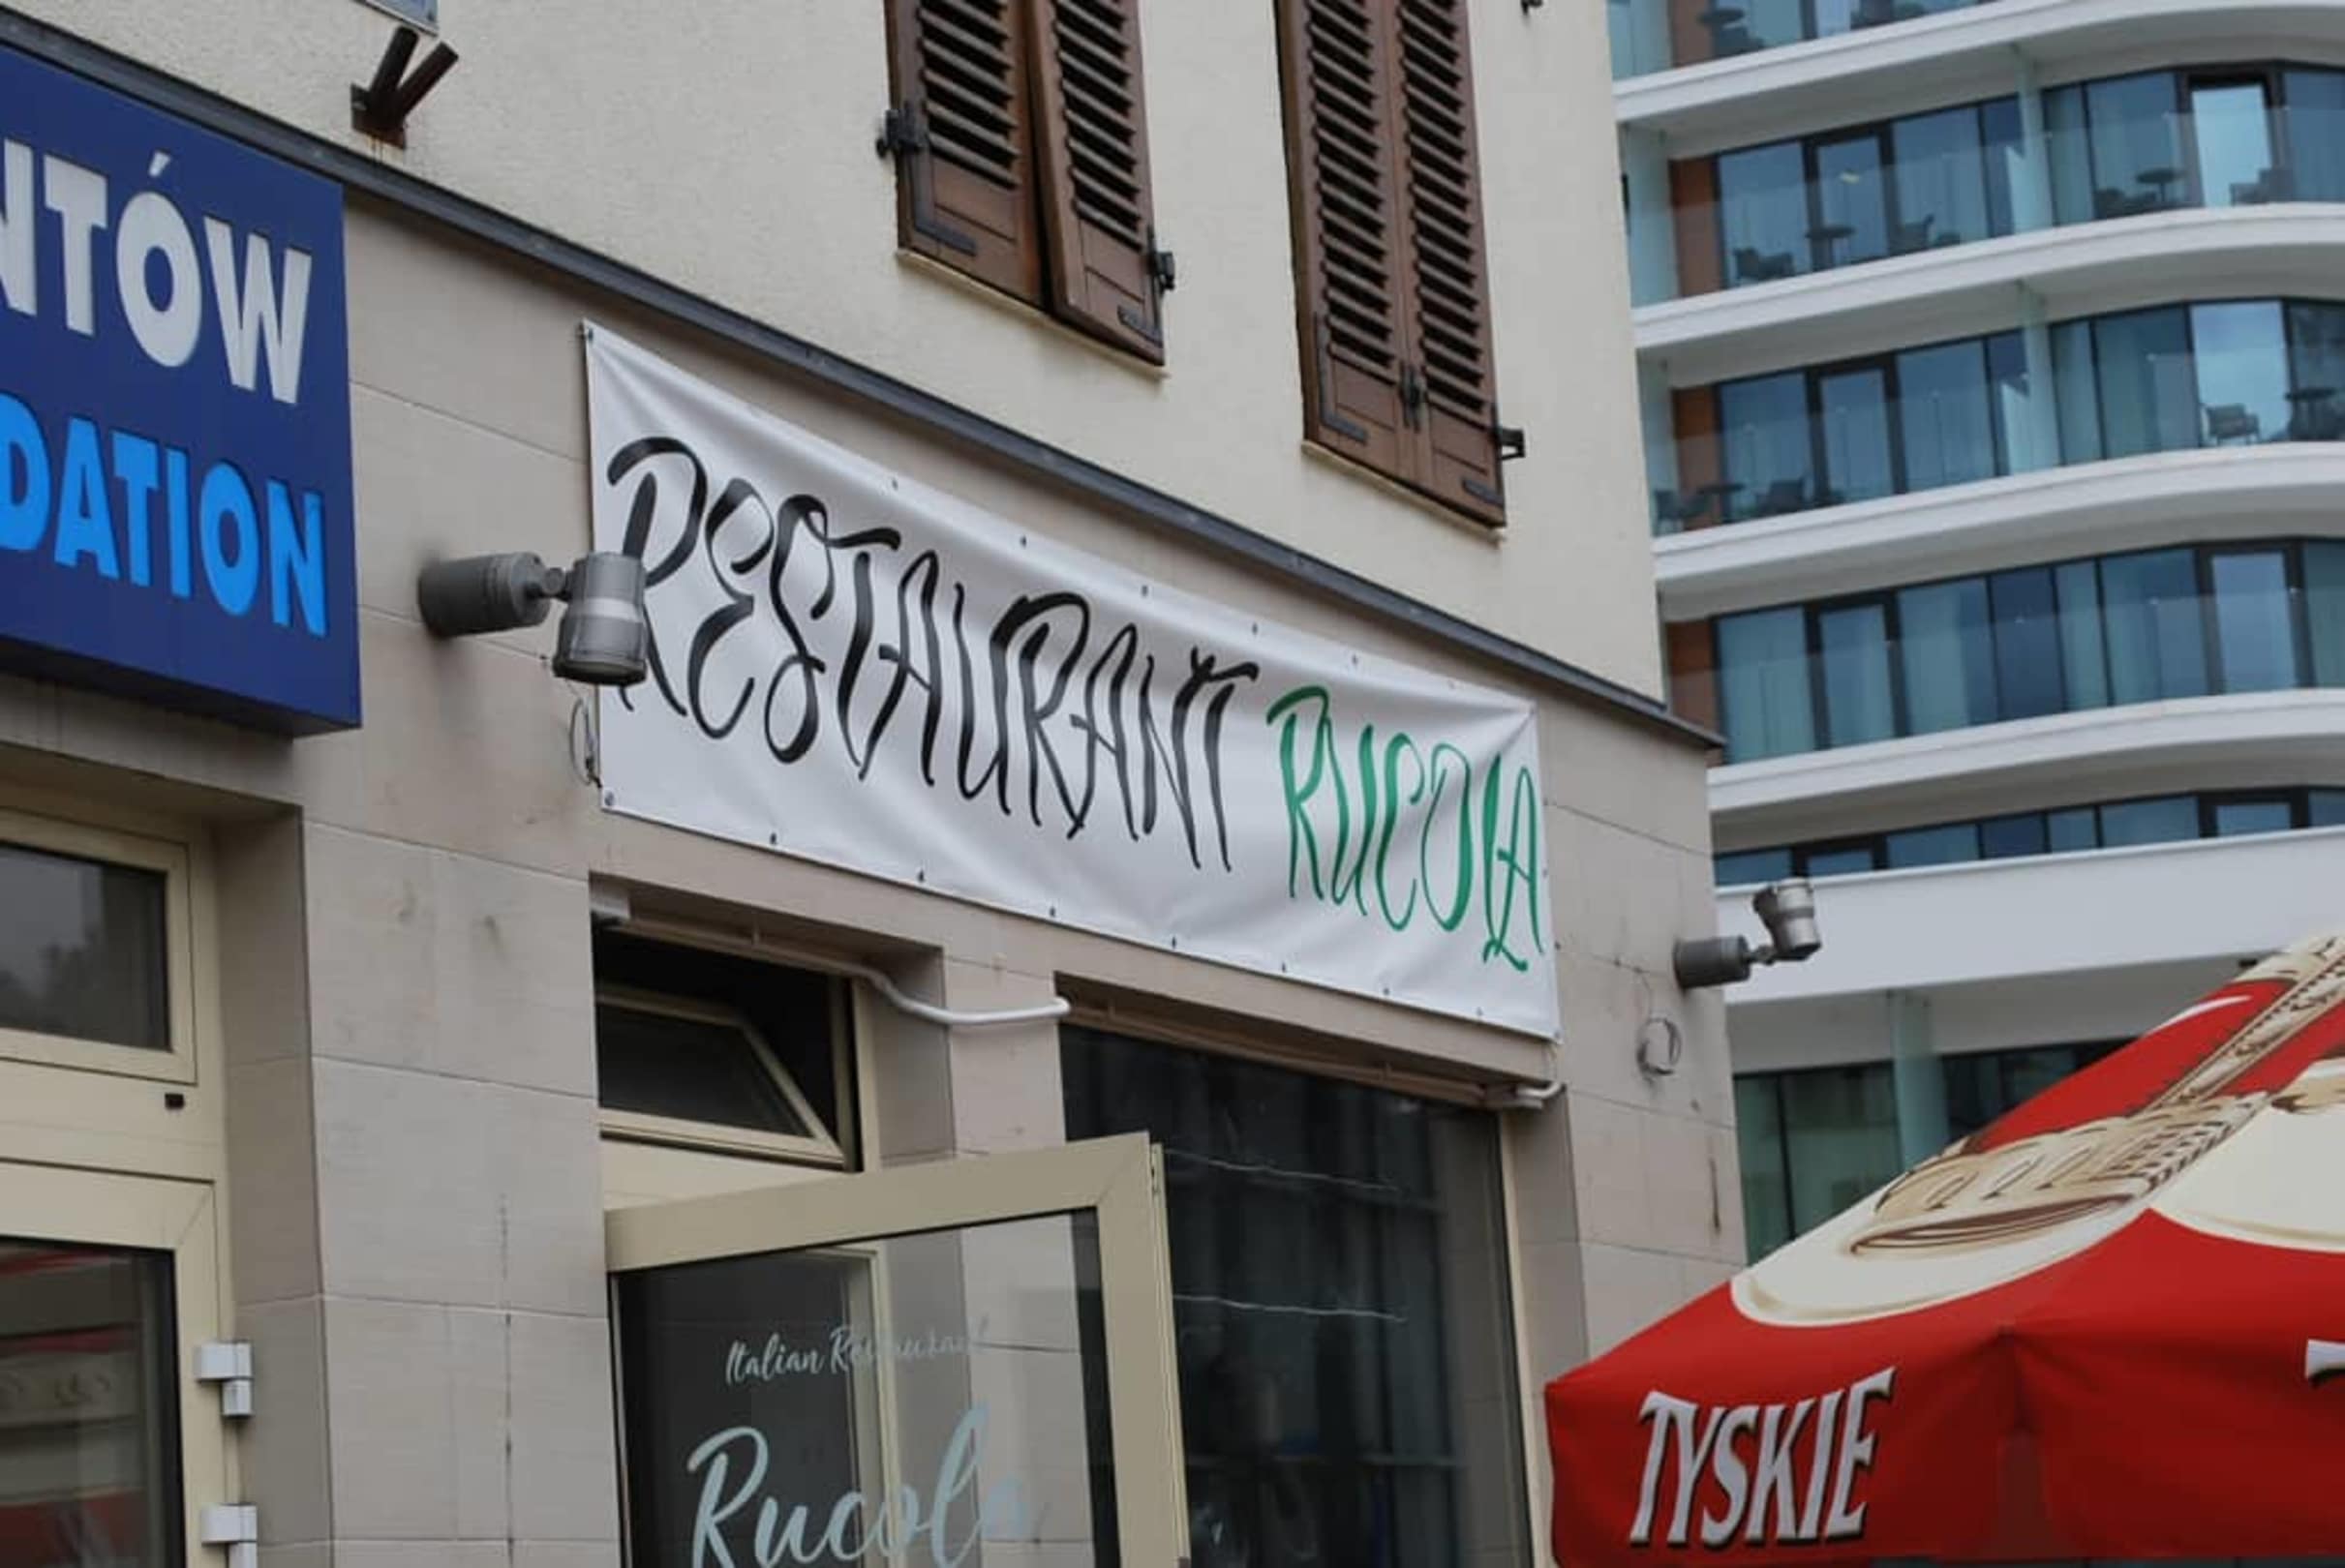 NTÓW
DATION
RESTAURANT RUCOLA
Italian Restaurant
Rucola
TYSKIE